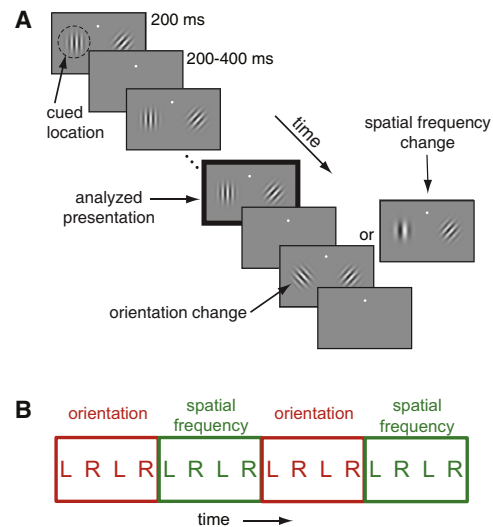 A
200 ms
200-400 ms
cued
location
time
spatial frequency
change
analyzed
presentation
or
orientation change
B
orientation
spatial
frequency
orientation
spatial
frequency
L R L R L R L R L R L R L R L R
time